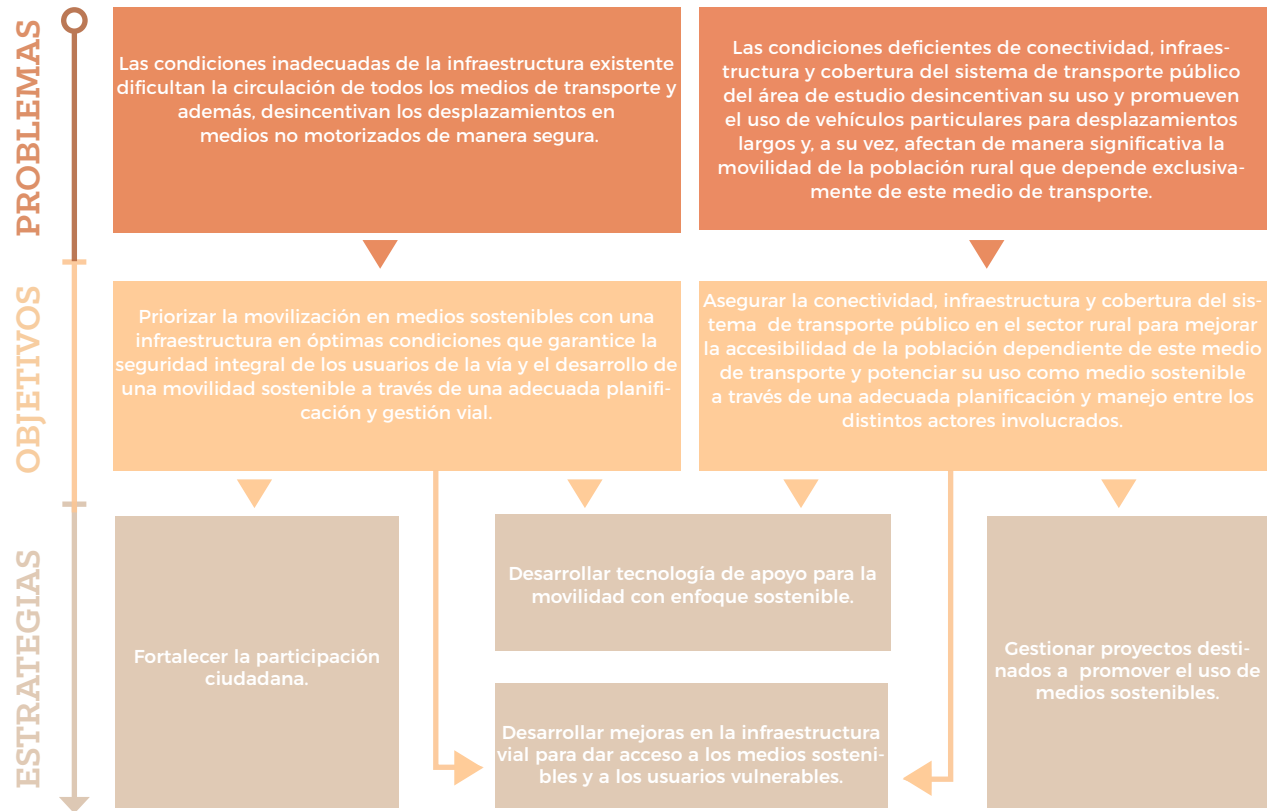 PROBLEMAS
Las condiciones inadecuadas de la infraestructura existente
dificultan la circulación de todos los medios de transporte y
además, desincentivan los desplazamientos en
medios no motorizados de manera segura.
Las condiciones deficientes de conectividad, infraes-
tructura y cobertura del sistema de transporte público
del área de estudio desincentivan su uso y promueven
el uso de vehículos particulares para desplazamientos
largos y, a su vez, afectan de manera significativa la
movilidad de la población rural que depende exclusiva-
mente de este medio de transporte.
OBJETIVOS
Priorizar la movilización en medios sostenibles con una
infraestructura en óptimas condiciones que garantice la
seguridad integral de los usuarios de la vía y el desarrollo de
una movilidad sostenible a través de una adecuada planifi-
cación y gestión vial.
Asegurar la conectividad, infraestructura y cobertura del sis-
tema de transporte público en el sector rural para mejorar
la accesibilidad de la población dependiente de este medio
de transporte y potenciar su uso como medio sostenible
a través de una adecuada planificación y manejo entre los
distintos actores involucrados.
ESTRATEGIAS
Fortalecer la participación
ciudadana.
Desarrollar tecnología de apoyo para la
movilidad con enfoque sostenible.
Desarrollar mejoras en la infraestructura
vial para dar acceso a los medios sosteni-
bles y a los usuarios vulnerables.
Gestionar proyectos desti-
nados a promover el uso de
medios sostenibles.